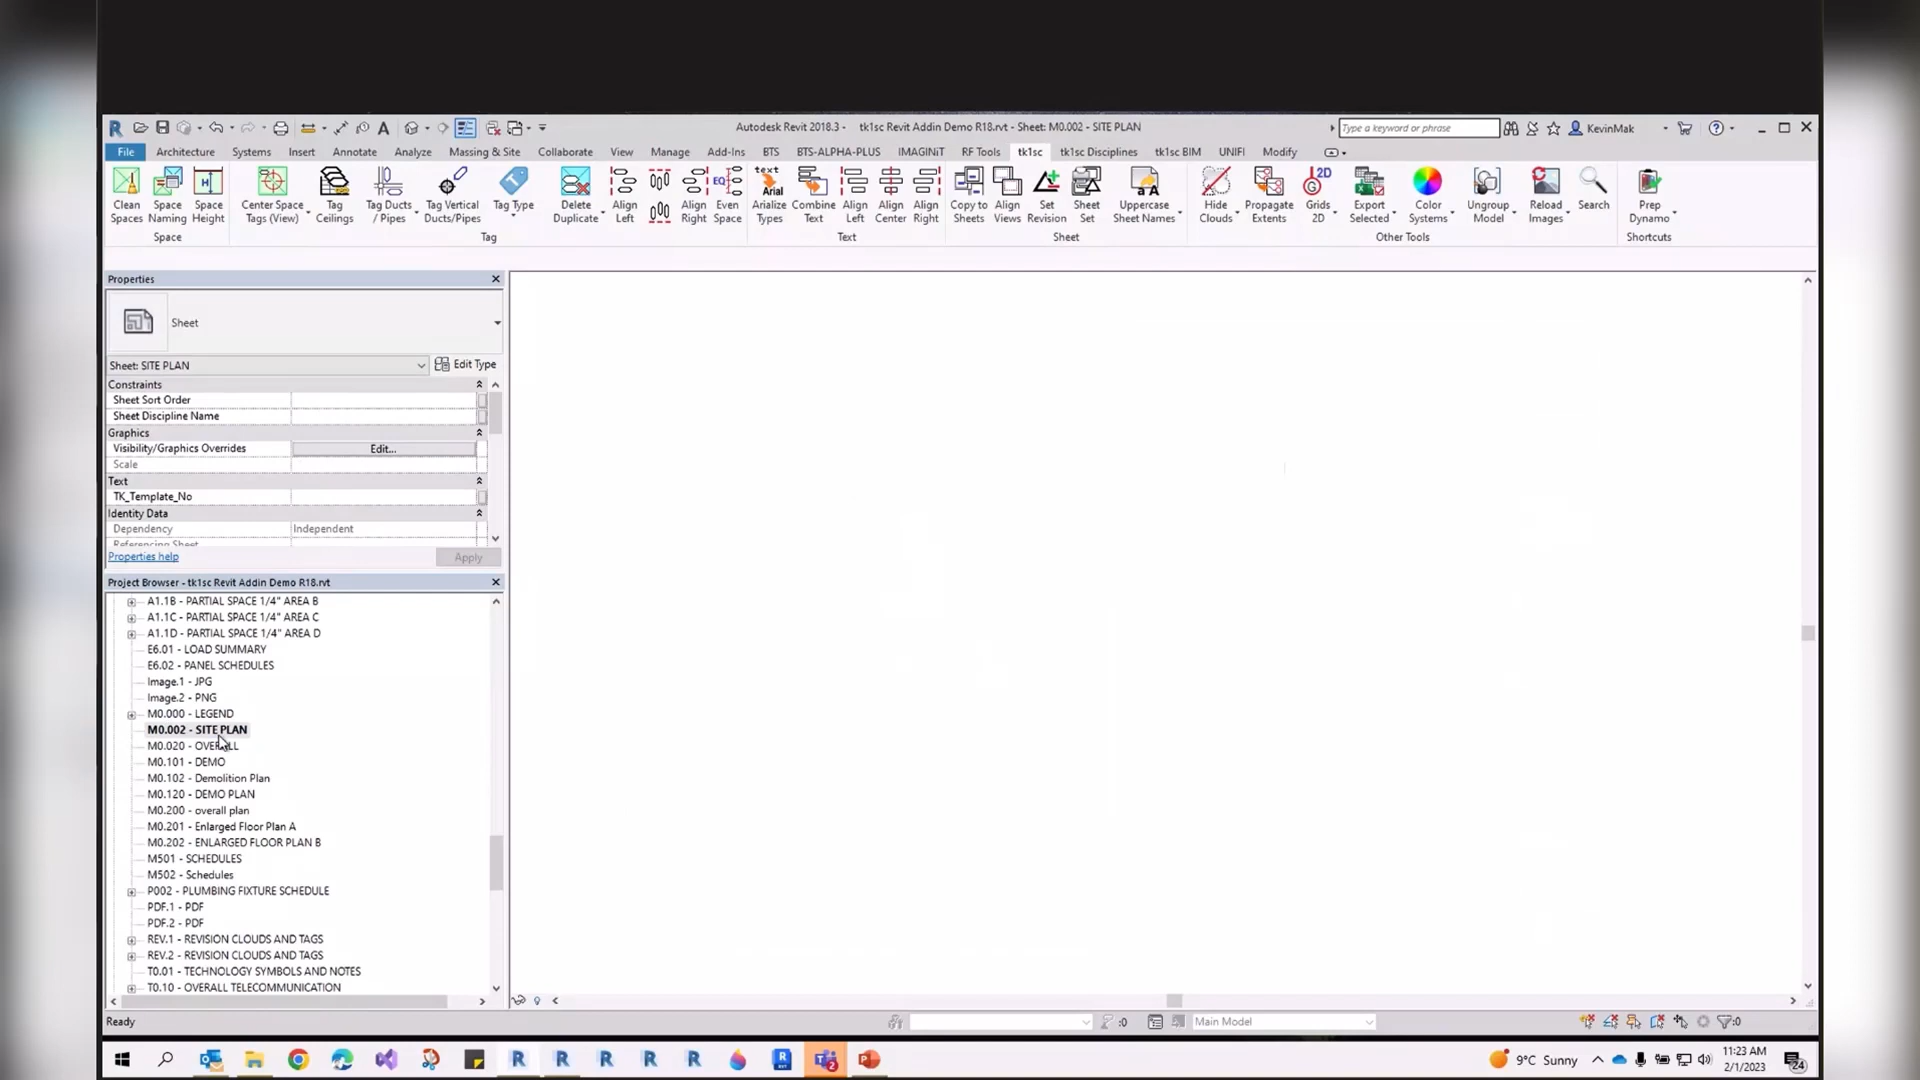 Autodesk Revit 2018.3 - tk1sc Revit Addin Demo R18.rvt - Sheet: M0.002 - SITE PLAN
Type a keyword or phrase
KevinMak
File Architecture Systems Insert Annotate Analyze Massing & Site Collaborate View Manage Add-Ins BTS BTS-ALPHA-PLUS IMAGINiT RF Tools tk1sc tk1sc Disciplines tk1sc BIM UNIFI Modify
Clean Spaces
Space Naming
Space Height
Center Space Tags (View)
Tag Ceilings
Tag Ducts / Pipes
Tag Vertical Ducts/Pipes
Tag Type
Delete Duplicate
Align Left
Align Right
EQ
Even Space
text
Arial
Arialize Types
Combine Text
Align Left
Align Center
Align Right
Copy to Sheets
Align Views
Set Revision
Sheet Set
a A
Uppercase Sheet Names
Hide Clouds
Propagate Extents
2D
Grids 2D
Export Selected
Color Systems
Ungroup Model
Reload Images
Search
Prep Dynamo
Space Tag Text Sheet Other Tools Shortcuts
Properties
Sheet
Sheet: SITE PLAN
Edit Type
Constraints
Sheet Sort Order
Sheet Discipline Name
Graphics
Visibility/Graphics Overrides Edit...
Scale
Text
TK_Template_No
Identity Data
Dependency Independent
Referencing Sheet
Properties help Apply
Project Browser - tk1sc Revit Addin Demo R18.rvt
A1.1B - PARTIAL SPACE 1/4" AREA B
A1.1C - PARTIAL SPACE 1/4" AREA C
A1.1D - PARTIAL SPACE 1/4" AREA D
E6.01 - LOAD SUMMARY
E6.02 - PANEL SCHEDULES
Image.1 - JPG
Image.2 - PNG
M0.000 - LEGEND
M0.002 - SITE PLAN
M0.020 - OVERALL
M0.101 - DEMO
M0.102 - Demolition Plan
M0.120 - DEMO PLAN
M0.200 - overall plan
M0.201 - Enlarged Floor Plan A
M0.202 - ENLARGED FLOOR PLAN B
M501 - SCHEDULES
M502 - Schedules
P002 - PLUMBING FIXTURE SCHEDULE
PDF.1 - PDF
PDF.2 - PDF
REV.1 - REVISION CLOUDS AND TAGS
REV.2 - REVISION CLOUDS AND TAGS
T0.01 - TECHNOLOGY SYMBOLS AND NOTES
T0.10 - OVERALL TELECOMMUNICATION
Ready
:0
Main Model
:0
9°C Sunny
11:23 AM
2/1/2023
24